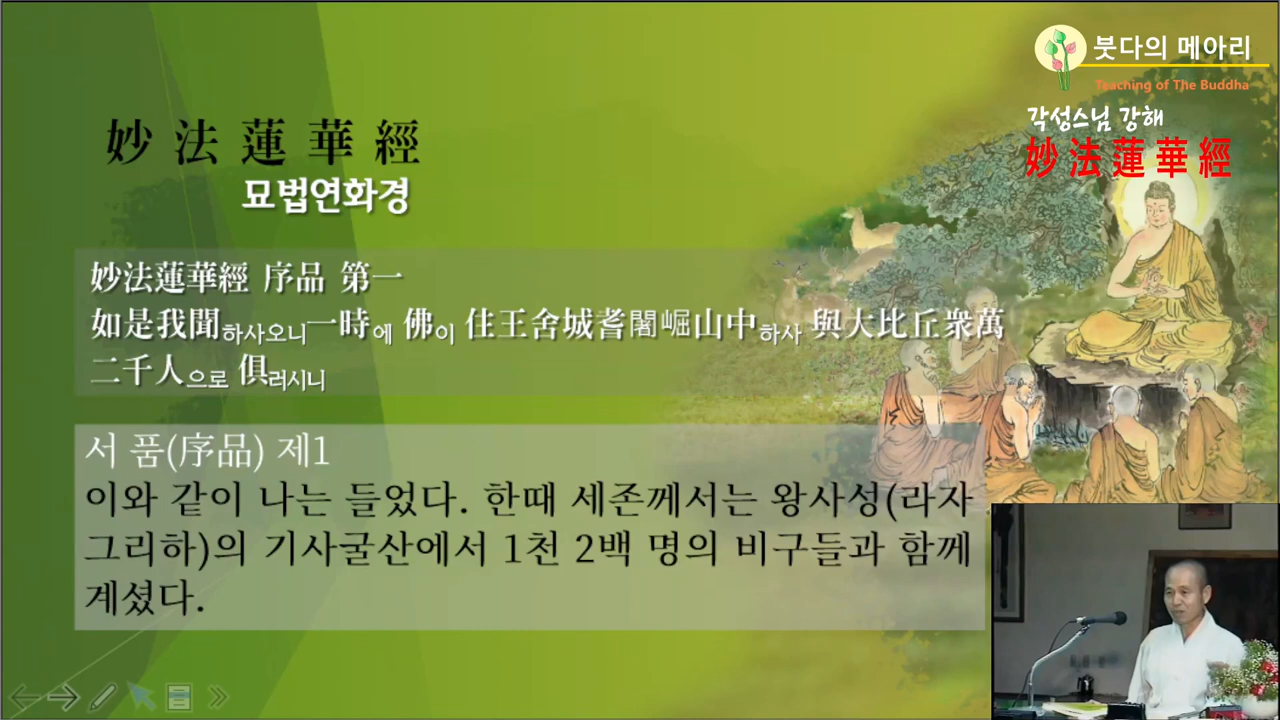 妙法蓮華經
묘법연화경
妙法蓮華經 序品 第一
如是我聞하사오니一時에 佛이 住王舍城耆闍崛山中하사 與大比丘衆萬
二千人으로 俱러시니
서 품(序品) 제1
이와 같이 나는 들었다. 한때 세존께서는 왕사성(라자
그리하)의 기사굴산에서 1천 2백 명의 비구들과 함께
계셨다.
붓다의 메아리
Teaching of The Buddha
각성스님 강해
妙法蓮華經